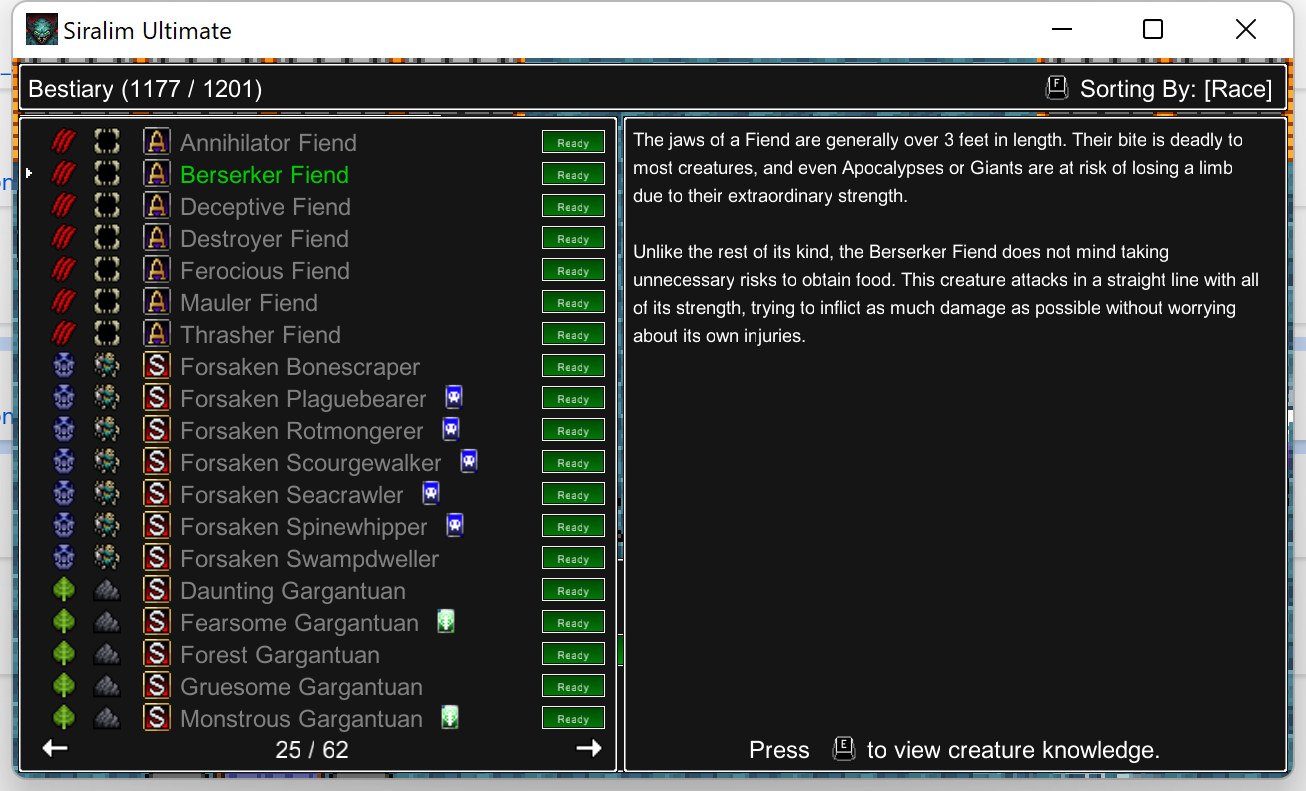 Siralim Ultimate
Bestiary (1177 / 1201)
F
Sorting By: [Race]
A Annihilator Fiend Ready
A Berserker Fiend Ready
A Deceptive Fiend Ready
A Destroyer Fiend Ready
A Ferocious Fiend Ready
A Mauler Fiend Ready
A Thrasher Fiend Ready
S Forsaken Bonescraper Ready
S Forsaken Plaguebearer Ready
S Forsaken Rotmongerer Ready
S Forsaken Scourgewalker Ready
S Forsaken Seacrawler Ready
S Forsaken Spinewhipper Ready
S Forsaken Swampdweller Ready
S Daunting Gargantuan Ready
S Fearsome Gargantuan Ready
S Forest Gargantuan Ready
S Gruesome Gargantuan Ready
S Monstrous Gargantuan Ready
25 / 62
The jaws of a Fiend are generally over 3 feet in length. Their bite is deadly to
most creatures, and even Apocalypses or Giants are at risk of losing a limb
due to their extraordinary strength.
Unlike the rest of its kind, the Berserker Fiend does not mind taking
unnecessary risks to obtain food. This creature attacks in a straight line with all
of its strength, trying to inflict as much damage as possible without worrying
about its own injuries.
Press E to view creature knowledge.